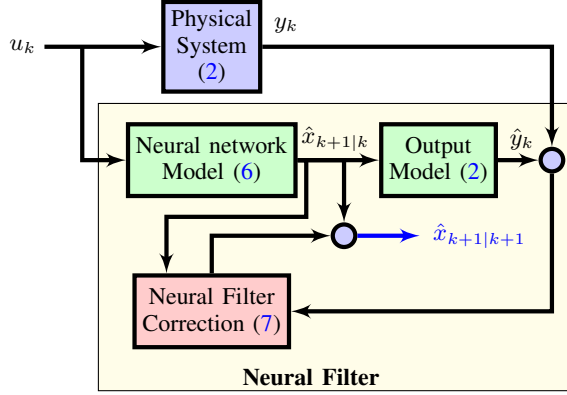 Physical
System
(2)
u_k
y_k
Neural network
Model (6)
x̂_{k+1|k}
Output
Model (2)
ŷ_k
x̂_{k+1|k+1}
Neural Filter
Correction (7)
Neural Filter